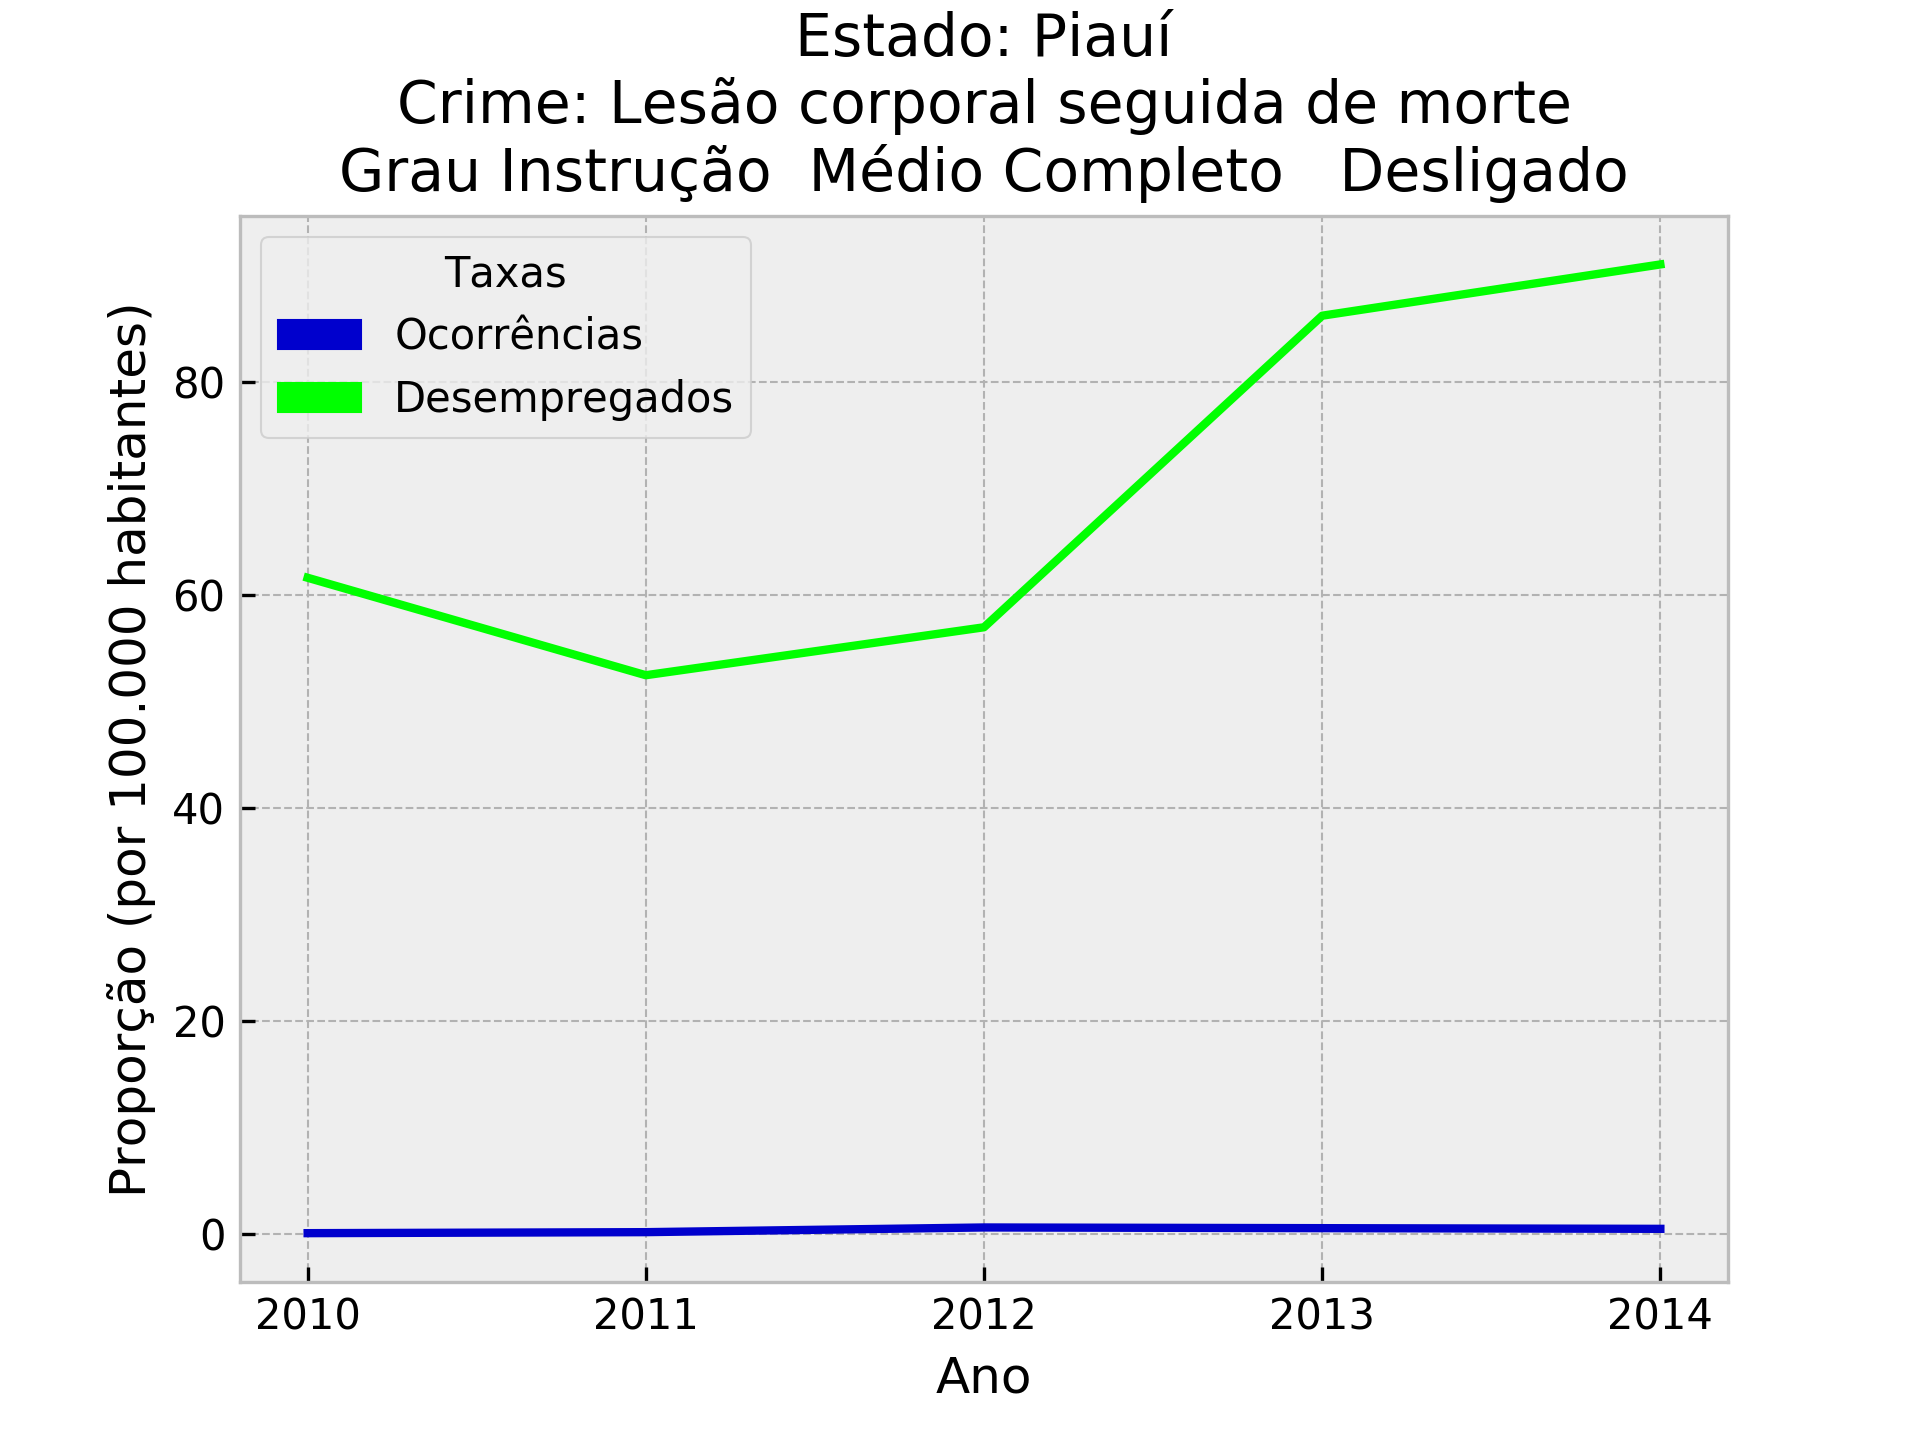 Estado: Piauí
Crime: Lesão corporal seguida de morte
Grau Instrução  Médio Completo   Desligado
Taxas
Ocorrências
Desempregados
Proporção (por 100.000 habitantes)
80
60
40
20
0
2010
2011
2012
2013
2014
Ano